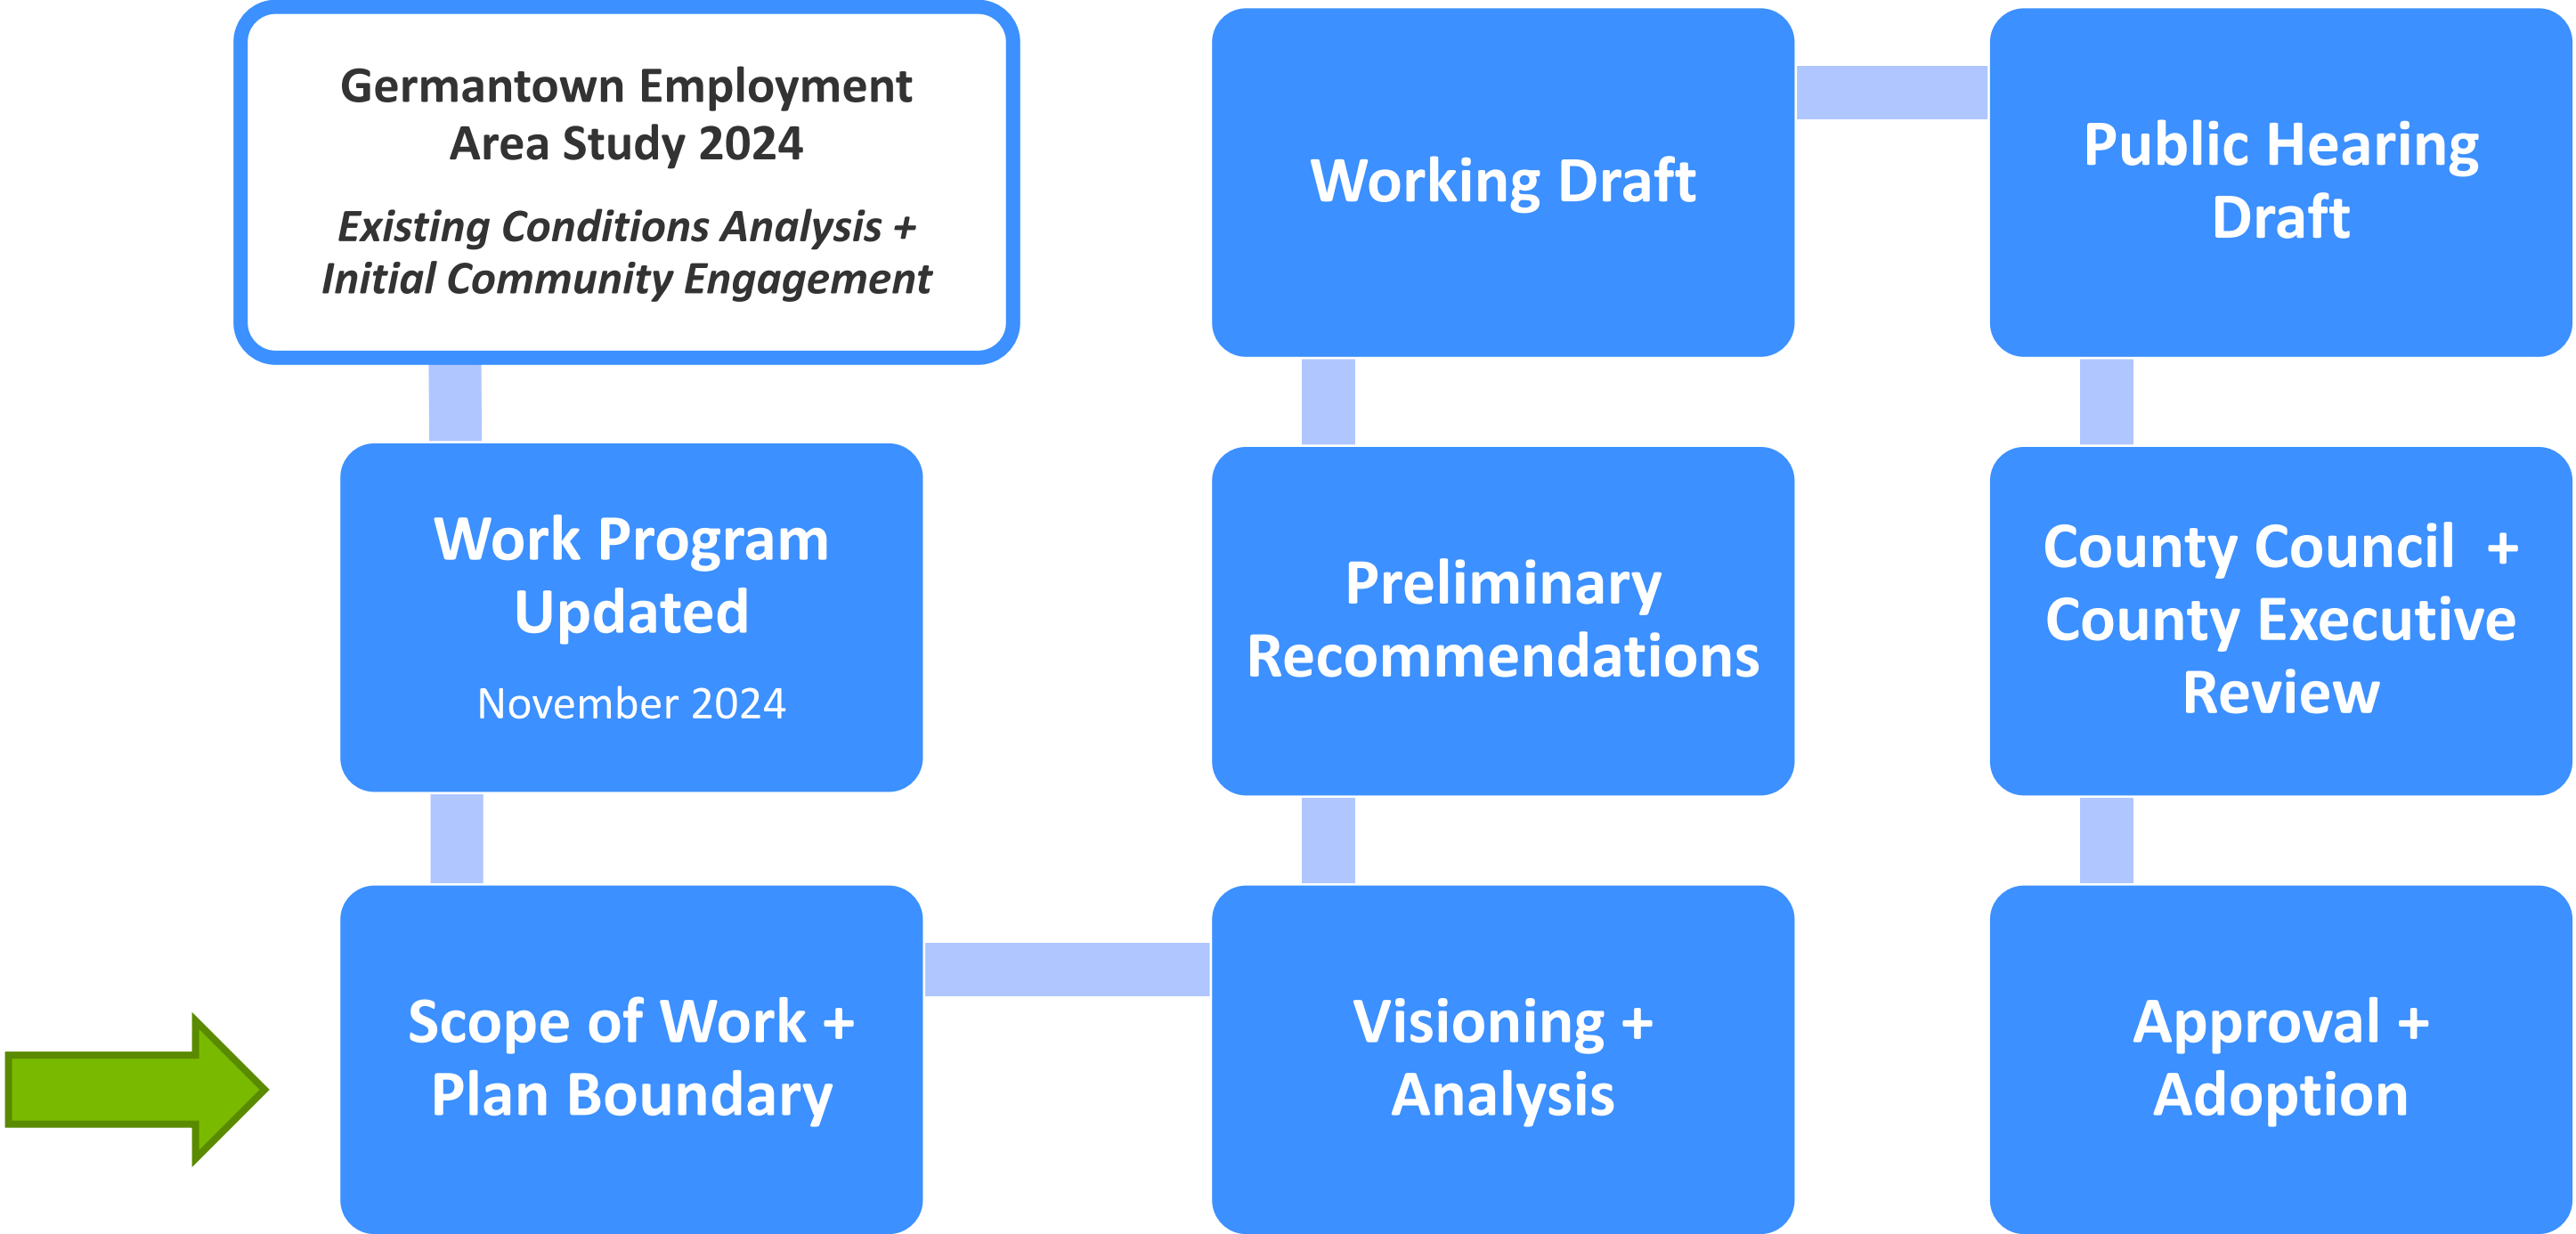 Germantown Employment
Area Study 2024
Existing Conditions Analysis +
Initial Community Engagement
Work Program
Updated
November 2024
Scope of Work +
Plan Boundary
Visioning +
Analysis
Preliminary
Recommendations
Working Draft
Public Hearing
Draft
County Council +
County Executive
Review
Approval +
Adoption